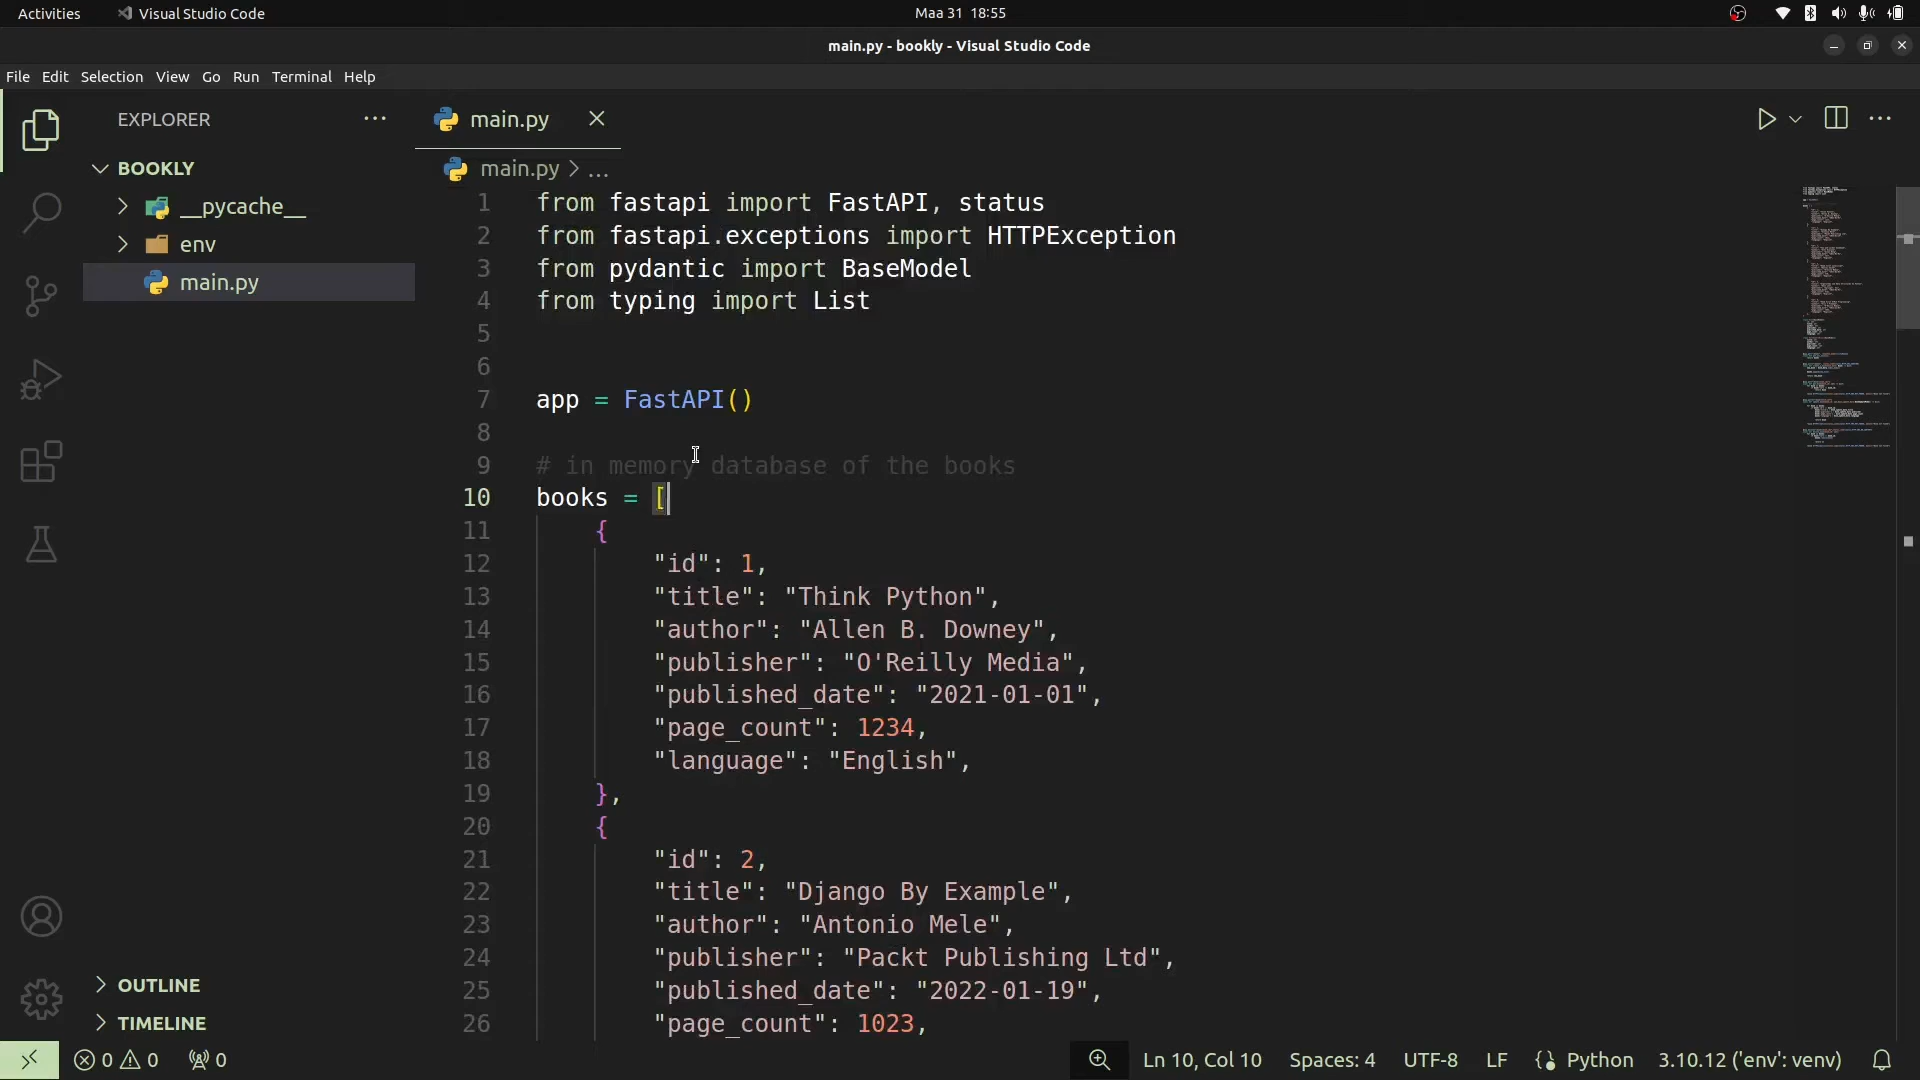 Activities
Visual Studio Code
Maa 31 18:55
main.py - bookly - Visual Studio Code
File Edit Selection View Go Run Terminal Help
EXPLORER
BOOKLY
__pycache__
env
main.py
OUTLINE
TIMELINE
main.py
main.py > ...
1 from fastapi import FastAPI, status
2 from fastapi.exceptions import HTTPException
3 from pydantic import BaseModel
4 from typing import List
5
6
7 app = FastAPI()
8
9 # in memory database of the books
10 books = [
11 {
12 "id": 1,
13 "title": "Think Python",
14 "author": "Allen B. Downey",
15 "publisher": "O'Reilly Media",
16 "published_date": "2021-01-01",
17 "page_count": 1234,
18 "language": "English",
19 },
20 {
21 "id": 2,
22 "title": "Django By Example",
23 "author": "Antonio Mele",
24 "publisher": "Packt Publishing Ltd",
25 "published_date": "2022-01-19",
26 "page_count": 1023,
0 0 0 Ln 10, Col 10 Spaces: 4 UTF-8 LF Python 3.10.12 ('env': venv)